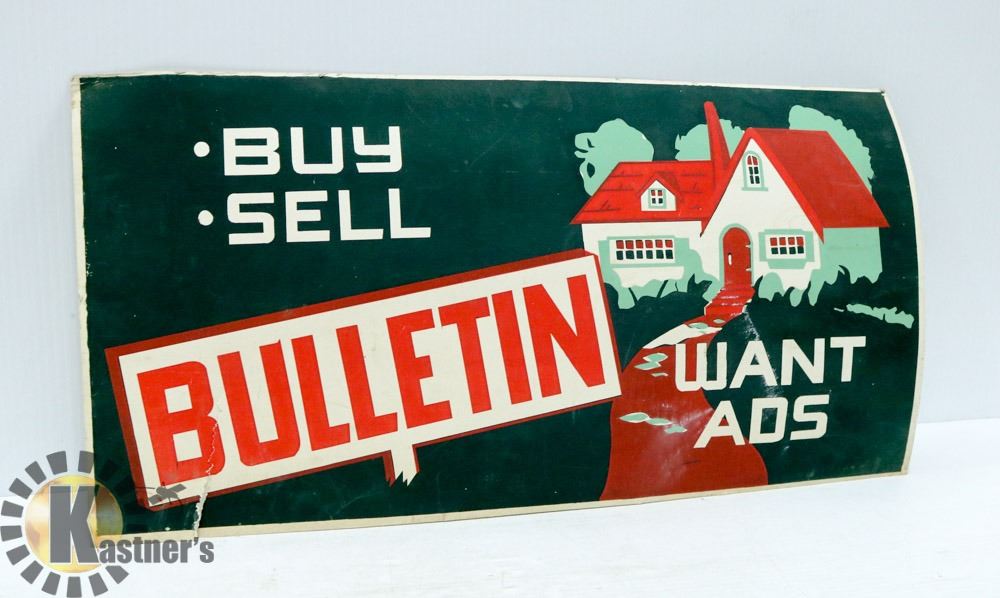 • BUY
• SELL
BULLETIN
WANT
ADS
Kastner's